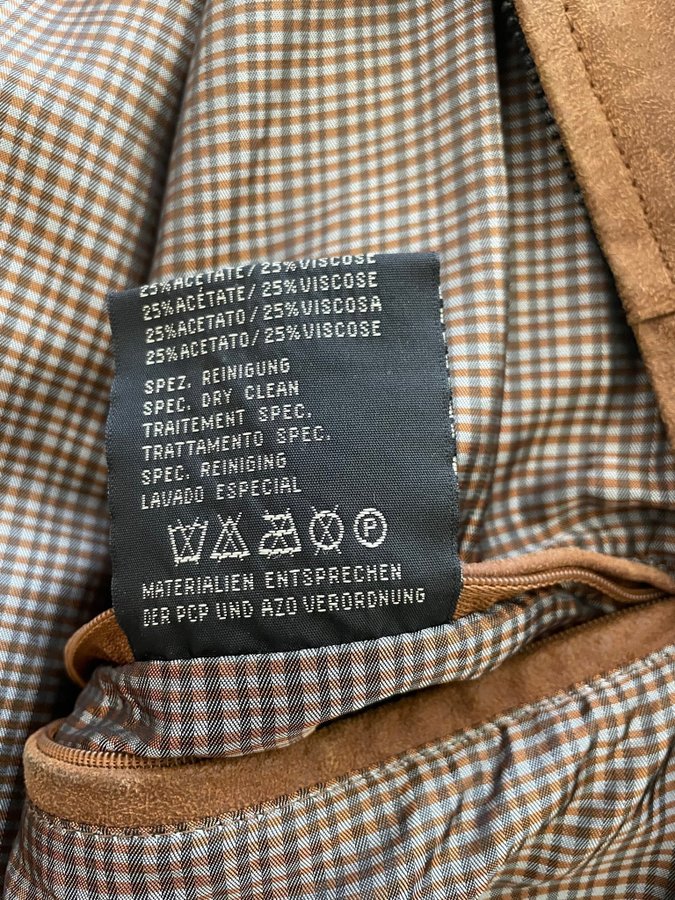 25%ACETATE/25%VISCOSE
25%ACÉTATE/25%VISCOSE
25%ACETATO/25%VISCOSA
25%ACETATO/25%VISCOSE
SPEZ. REINIGUNG
SPEC. DRY CLEAN
TRAITEMENT SPEC.
TRATTAMENTO SPEC.
SPEC. REINIGING
LAVADO ESPECIAL
P
MATERIALIEN ENTSPRECHEN
DER PCP UND AZO VERORDNUNG